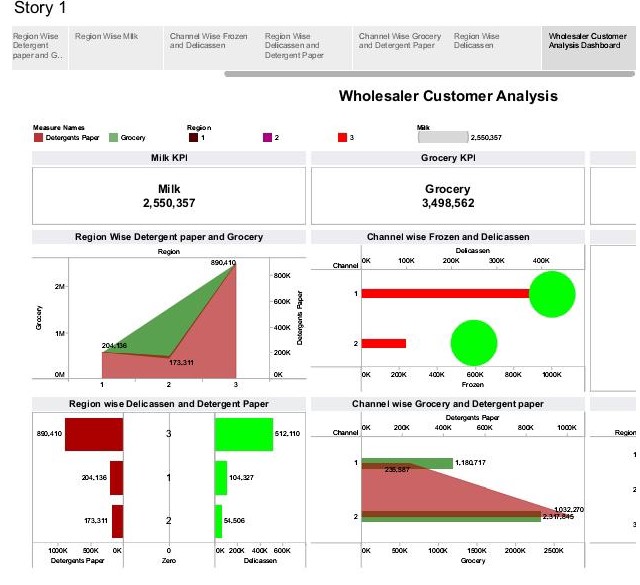 Story 1
Region Wise
Detergent
paper and G..
Region Wise Milk
Channel Wise Frozen
and Delicassen
Region Wise
Delicassen and
Detergent Paper
Channel Wise Grocery
and Detergent Paper
Region Wise
Delicassen
Wholesaler Customer
Analysis Dashboard
Wholesaler Customer Analysis
Measure Names
Detergents Paper
Grocery
Region
1
2
3
Milk
2,550,357
Milk KPI
Milk
2,550,357
Grocery KPI
Grocery
3,498,562
Region Wise Detergent paper and Grocery
Region
890,410
204,136
173,311
Grocery
2M
1M
0M
800K
600K
400K
200K
0K
Detergents Paper
1 2 3
Channel wise Frozen and Delicassen
Delicassen
Channel 0K 100K 200K 300K 400K
1
2
0K 200K 400K 600K 800K 1000K
Frozen
Region wise Delicassen and Detergent Paper
890,410 3 512,110
204,136 1 104,327
173,311 2 54,506
1000K 500K 0K 0 0K 200K 400K 600K
Detergents Paper Zero Delicassen
Channel wise Grocery and Detergent paper
Detergents Paper
Channel 0K 200K 400K 600K 800K 1000K
1 1,180,717
235,587
1,032,270
2 2,317,845
0K 500K 1000K 1500K 2000K 2500K
Grocery
Region
1
2
3